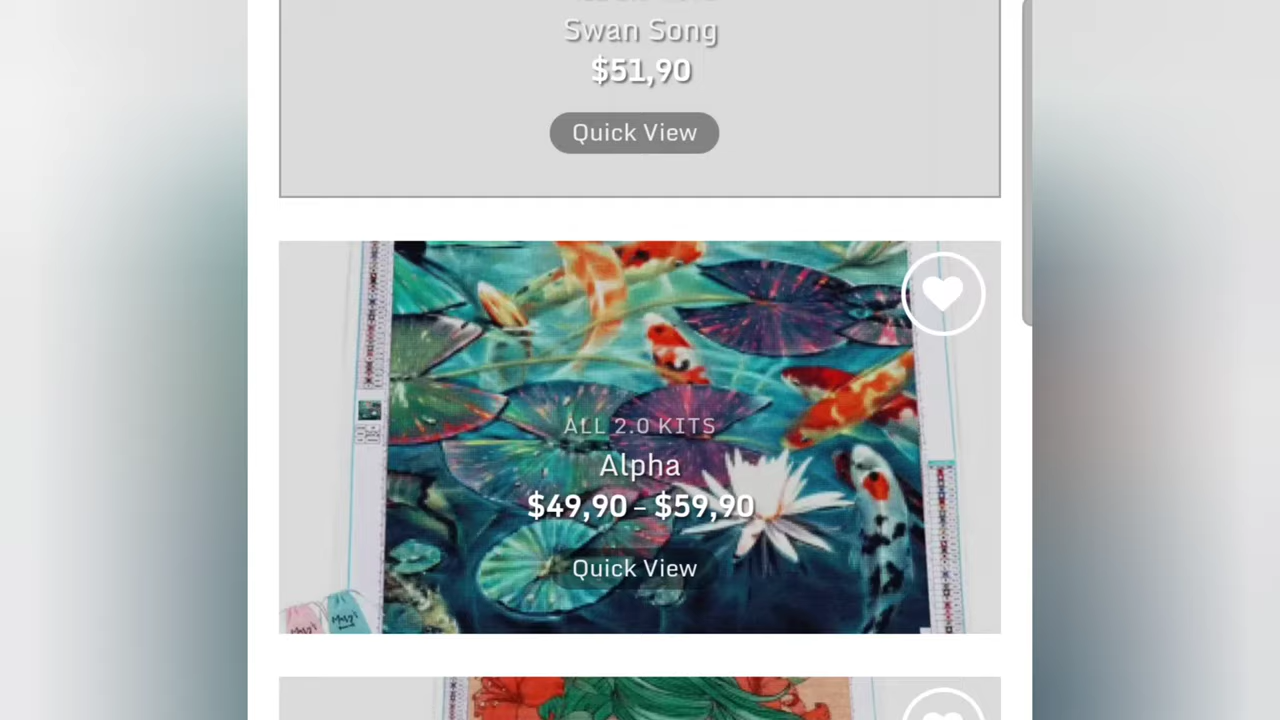 Swan Song
$51,90
Quick View
ALL 2.0 KITS
Alpha
$49,90 – $59,90
Quick View